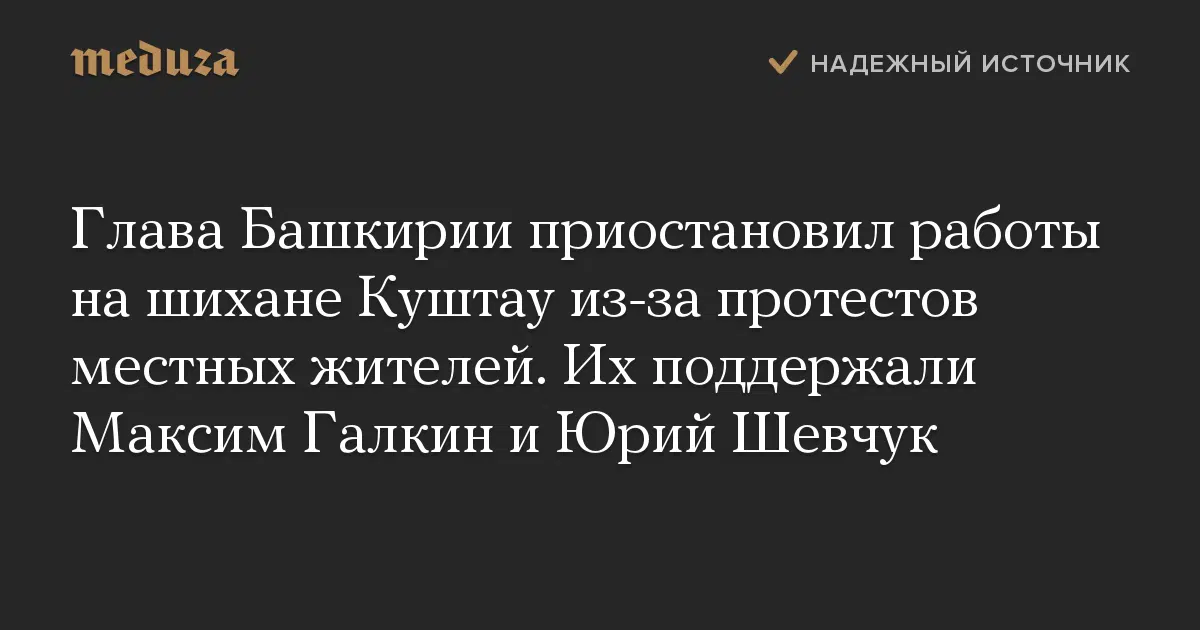 meduza
НАДЕЖНЫЙ ИСТОЧНИК
Глава Башкирии приостановил работы
на шихане Куштау из-за протестов
местных жителей. Их поддержали
Максим Галкин и Юрий Шевчук